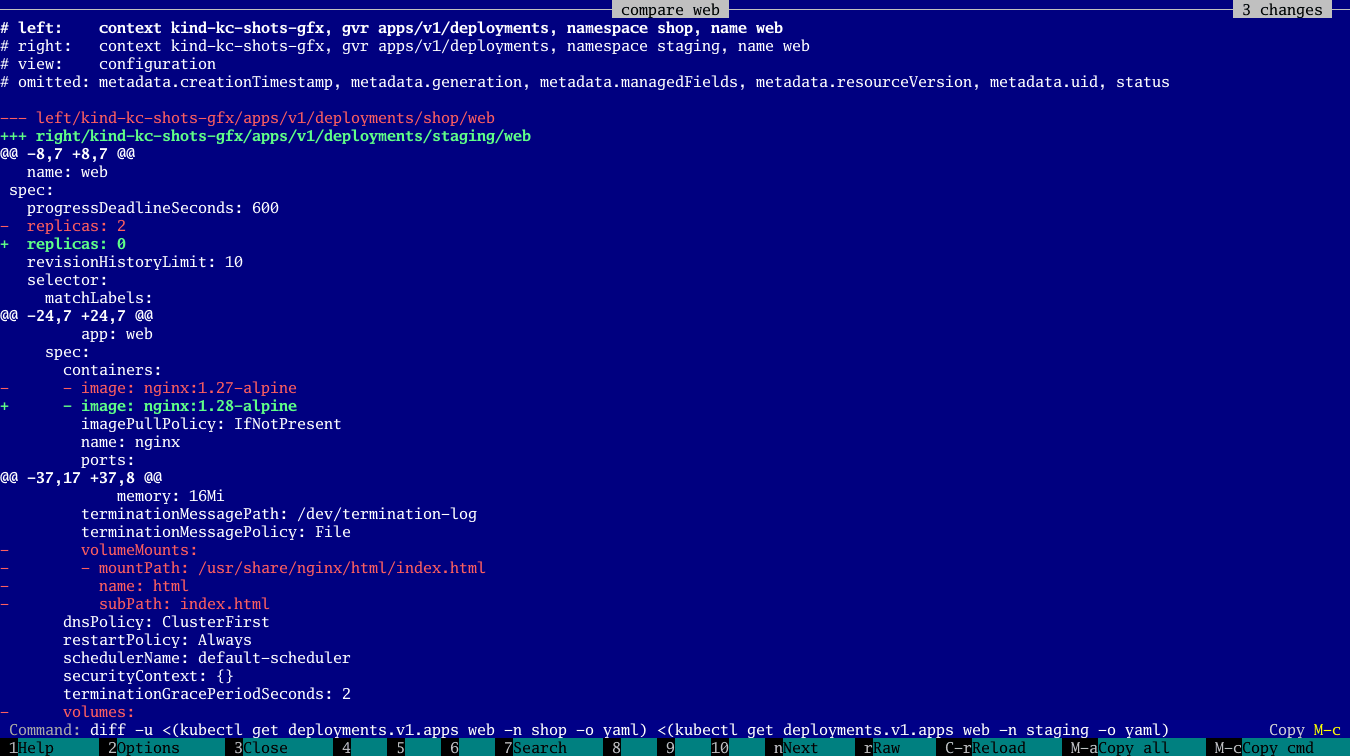 compare web 3 changes
# left:    context kind-kc-shots-gfx, gvr apps/v1/deployments, namespace shop, name web
# right:   context kind-kc-shots-gfx, gvr apps/v1/deployments, namespace staging, name web
# view:    configuration
# omitted: metadata.creationTimestamp, metadata.generation, metadata.managedFields, metadata.resourceVersion, metadata.uid, status

--- left/kind-kc-shots-gfx/apps/v1/deployments/shop/web
+++ right/kind-kc-shots-gfx/apps/v1/deployments/staging/web
@@ -8,7 +8,7 @@
   name: web
 spec:
   progressDeadlineSeconds: 600
-  replicas: 2
+  replicas: 0
   revisionHistoryLimit: 10
   selector:
     matchLabels:
@@ -24,7 +24,7 @@
         app: web
     spec:
       containers:
-      - image: nginx:1.27-alpine
+      - image: nginx:1.28-alpine
         imagePullPolicy: IfNotPresent
         name: nginx
         ports:
@@ -37,17 +37,8 @@
             memory: 16Mi
         terminationMessagePath: /dev/termination-log
         terminationMessagePolicy: File
-        volumeMounts:
-        - mountPath: /usr/share/nginx/html/index.html
-          name: html
-          subPath: index.html
       dnsPolicy: ClusterFirst
       restartPolicy: Always
       schedulerName: default-scheduler
       securityContext: {}
       terminationGracePeriodSeconds: 2
-      volumes:
 Command: diff -u <(kubectl get deployments.v1.apps web -n shop -o yaml) <(kubectl get deployments.v1.apps web -n staging -o yaml) Copy M-c
 1Help 2Options 3Close 4 5 6 7Search 8 9 10 nNext rRaw C-rReload M-aCopy all M-cCopy cmd